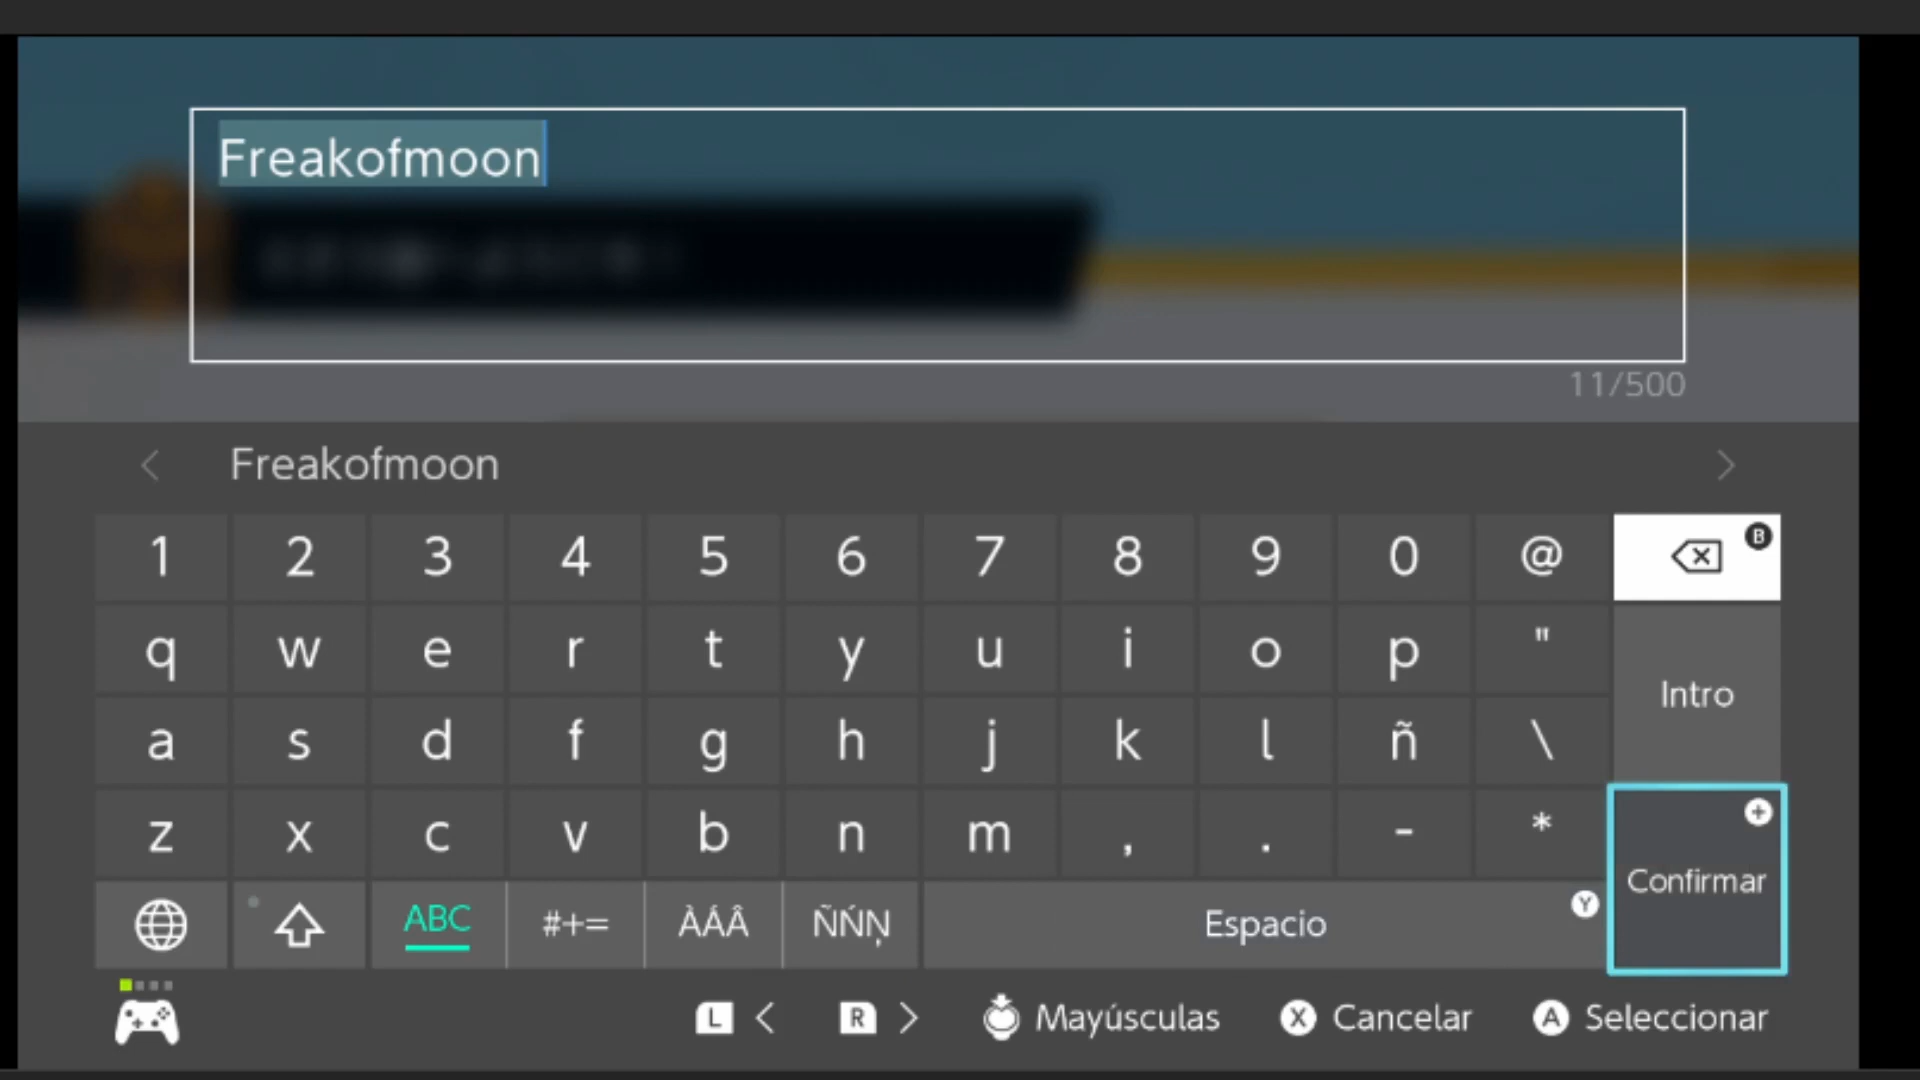 Freakofmoon
11/500
< Freakofmoon >
1 2 3 4 5 6 7 8 9 0 @ B
q w e r t y u i o p "
Intro
a s d f g h j k l ñ \
z x c v b n m , . - * +
Confirmar
ABC #+= ÀÁÂ ÑŃŅ Espacio Y
L < R > Mayúsculas X Cancelar A Seleccionar